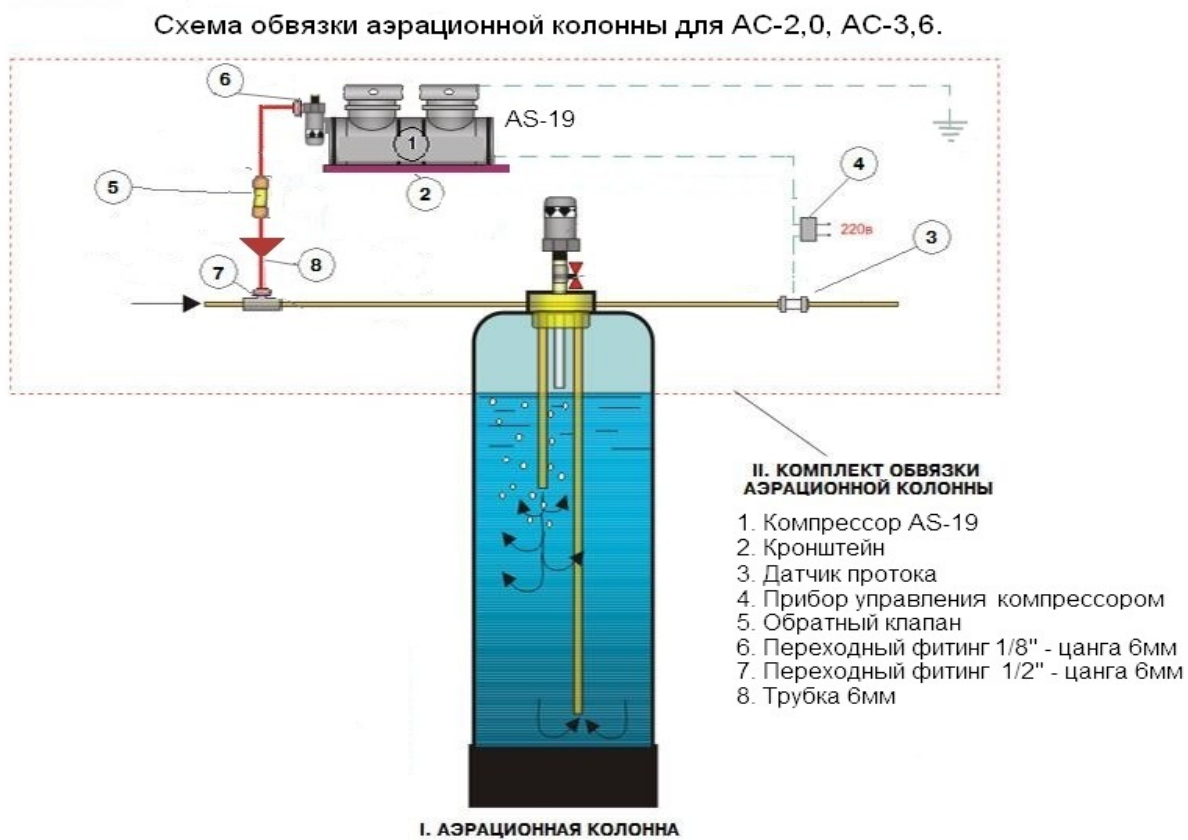 Схема обвязки аэрационной колонны для АС-2,0, АС-3,6.
6
AS-19
1
5
2
4
220в
3
8
7
II. КОМПЛЕКТ ОБВЯЗКИ
АЭРАЦИОННОЙ КОЛОННЫ
1. Компрессор AS-19
2. Кронштейн
3. Датчик протока
4. Прибор управления компрессором
5. Обратный клапан
6. Переходный фитинг 1/8" - цанга 6мм
7. Переходный фитинг 1/2" - цанга 6мм
8. Трубка 6мм
I. АЭРАЦИОННАЯ КОЛОННА